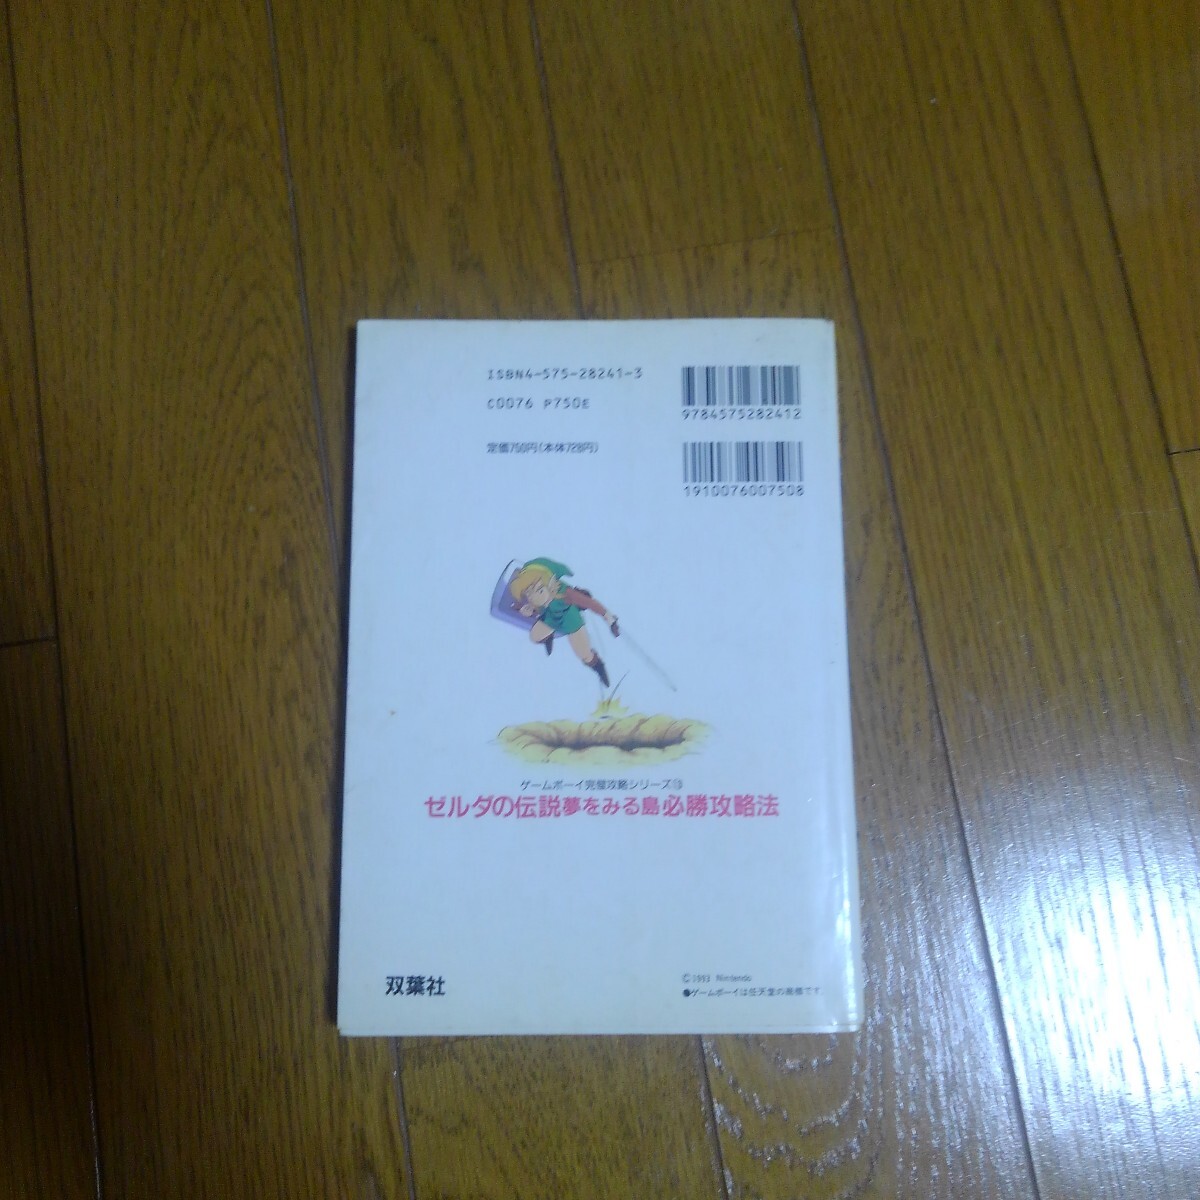 ISBN4-575-28241-3
C0076 P750E
定価750円(本体728円)
9784575282412
1910076007508
ゲームボーイ完璧攻略シリーズ⑬
ゼルダの伝説夢をみる島必勝攻略法
双葉社
©1993 Nintendo
●ゲームボーイは任天堂の商標です。